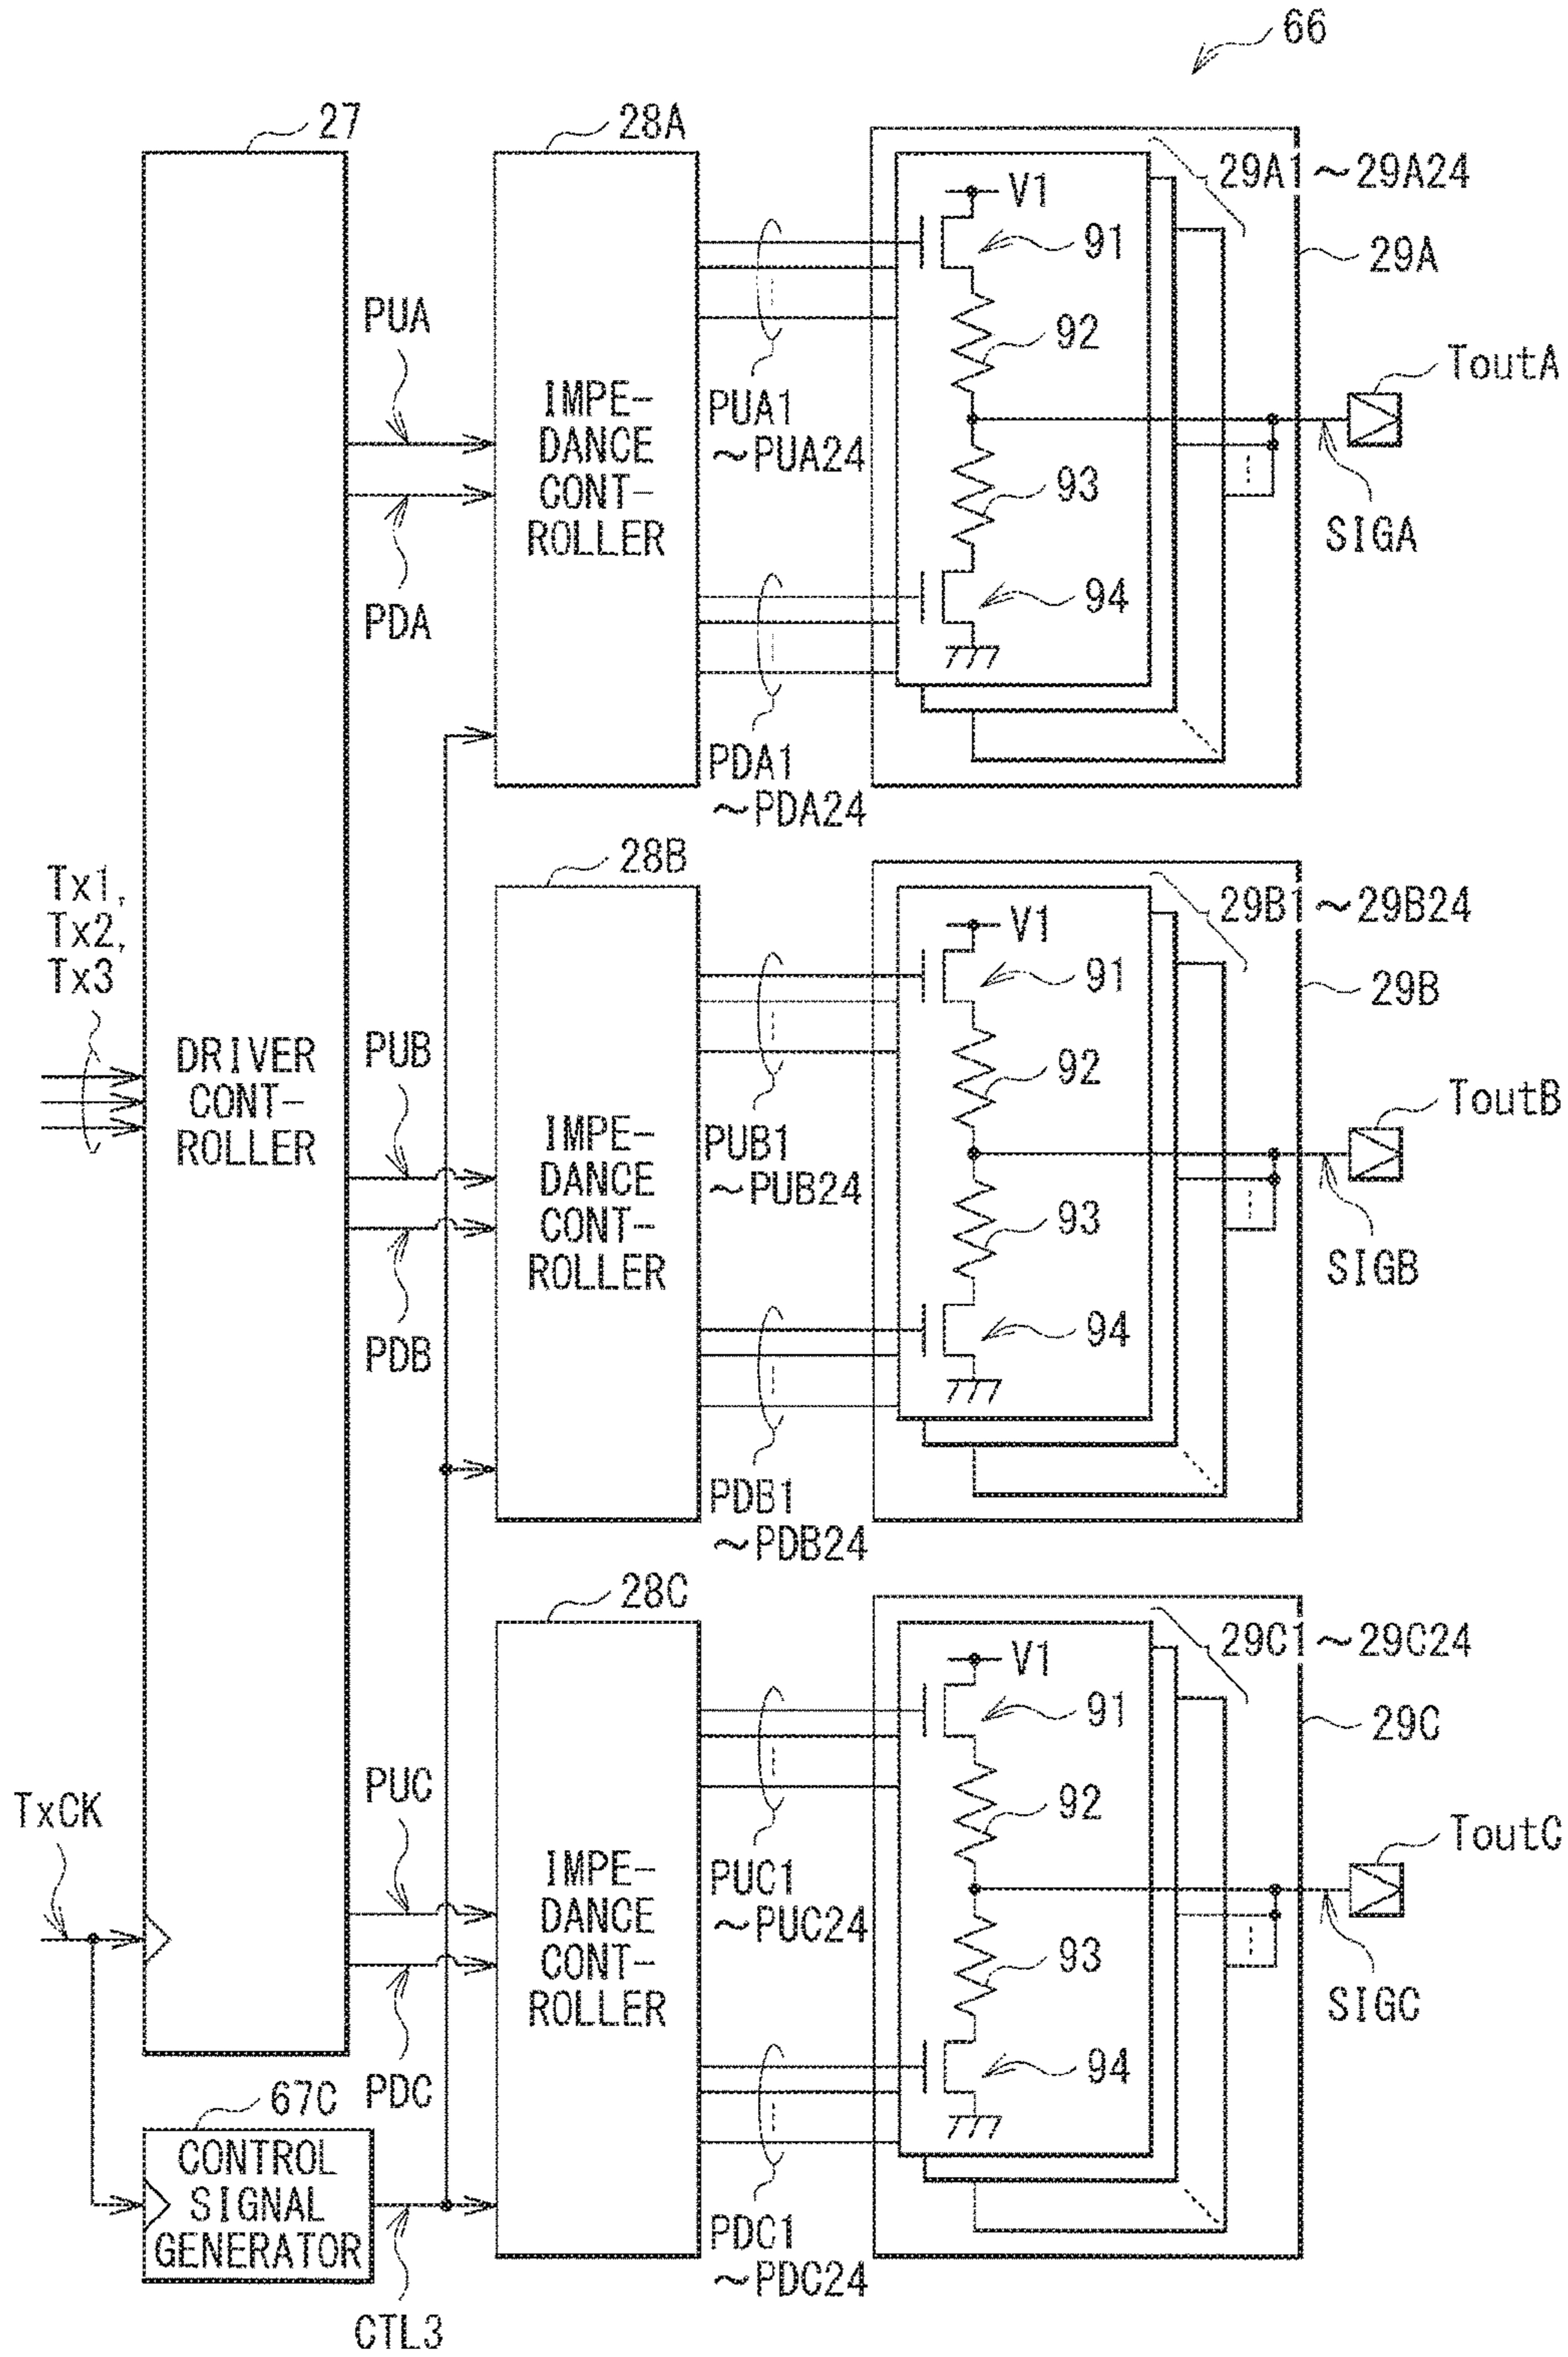 66
27
28A
29A1~29A24
V1
91
29A
PUA
92
ToutA
IMPE-
DANCE
CONT-
ROLLER
PUA1
~PUA24
93
SIGA
PDA
94
PDA1
~PDA24
28B
Tx1,
Tx2,
Tx3
29B1~29B24
V1
91
29B
DRIVER
CONT-
ROLLER
PUB
92
ToutB
IMPE-
DANCE
CONT-
ROLLER
PUB1
~PUB24
93
SIGB
PDB
94
PDB1
~PDB24
28C
29C1~29C24
V1
91
29C
TxCK
PUC
92
ToutC
IMPE-
DANCE
CONT-
ROLLER
PUC1
~PUC24
93
SIGC
PDC
94
67C
CONTROL
SIGNAL
GENERATOR
PDC1
~PDC24
CTL3